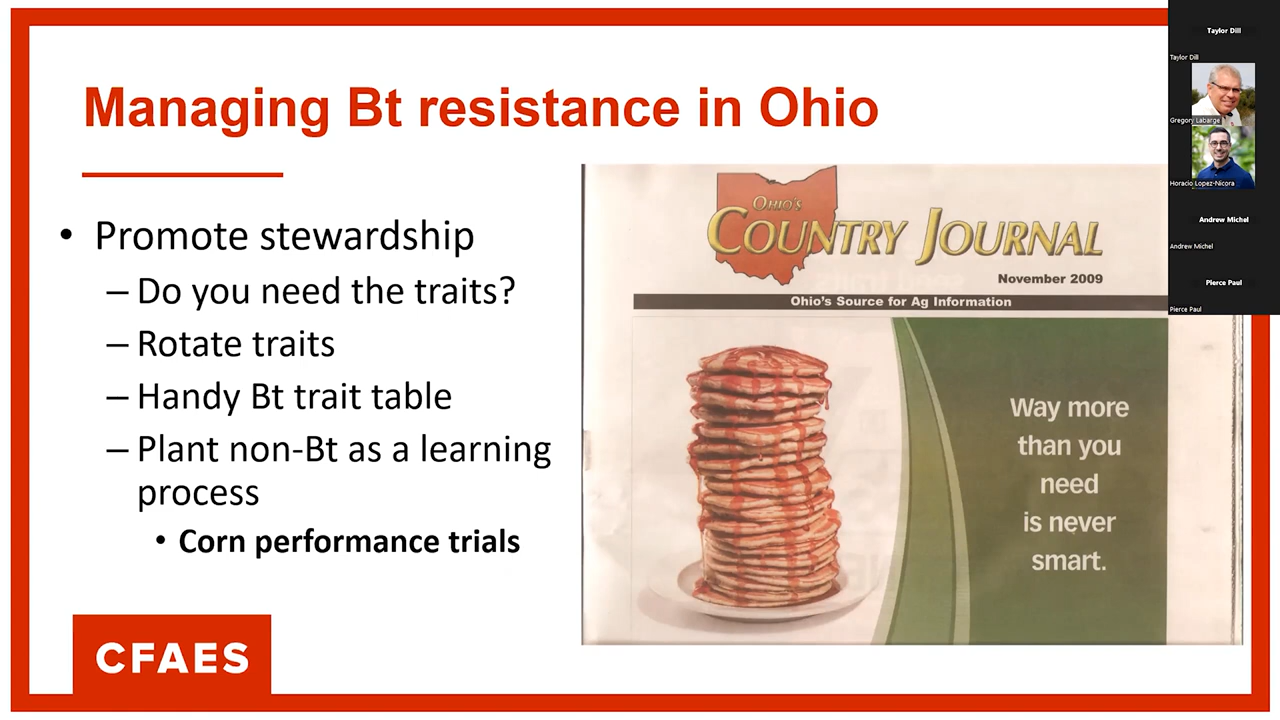 Managing Bt resistance in Ohio
• Promote stewardship
– Do you need the traits?
– Rotate traits
– Handy Bt trait table
– Plant non-Bt as a learning
process
• Corn performance trials
CFAES
OHIO'S
COUNTRY JOURNAL
November 2009
Ohio's Source for Ag Information
Way more
than you
need
is never
smart.
Taylor Dill
Taylor Dill
Gregory Labarge
Horacio Lopez-Nicora
Andrew Michel
Andrew Michel
Pierce Paul
Pierce Paul